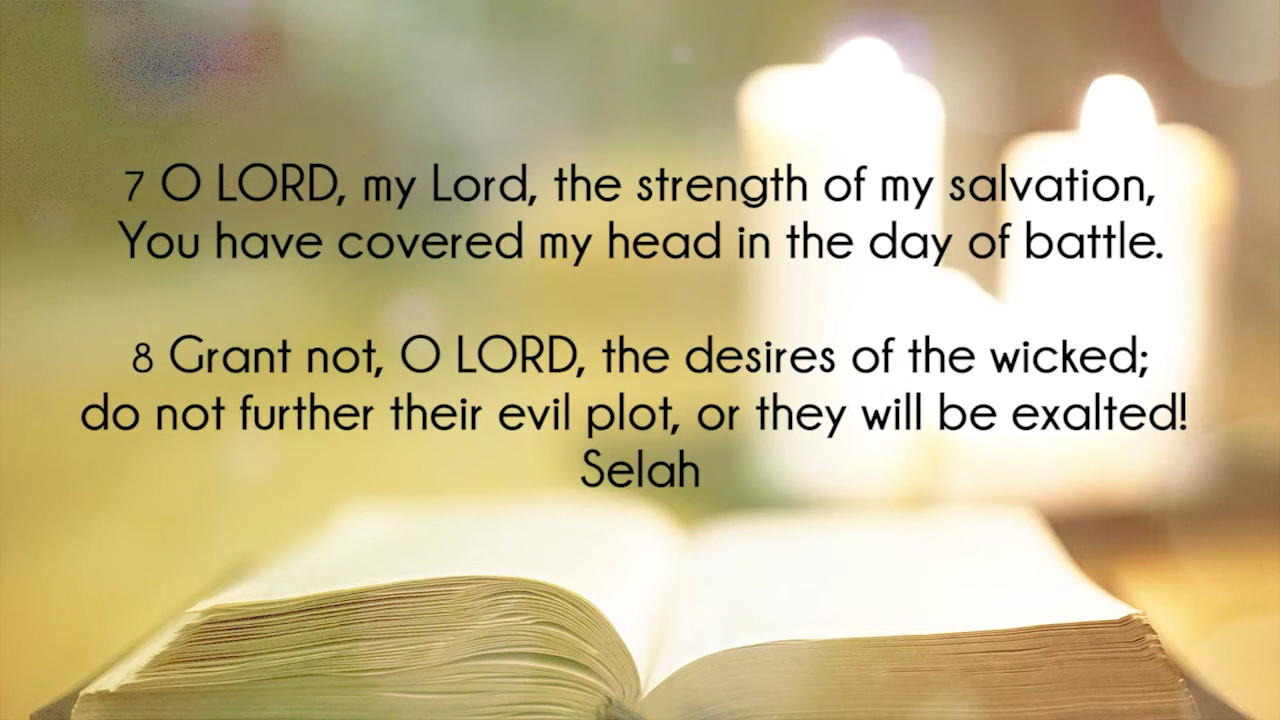 7 O LORD, my Lord, the strength of my salvation,
You have covered my head in the day of battle.
8 Grant not, O LORD, the desires of the wicked;
do not further their evil plot, or they will be exalted!
Selah